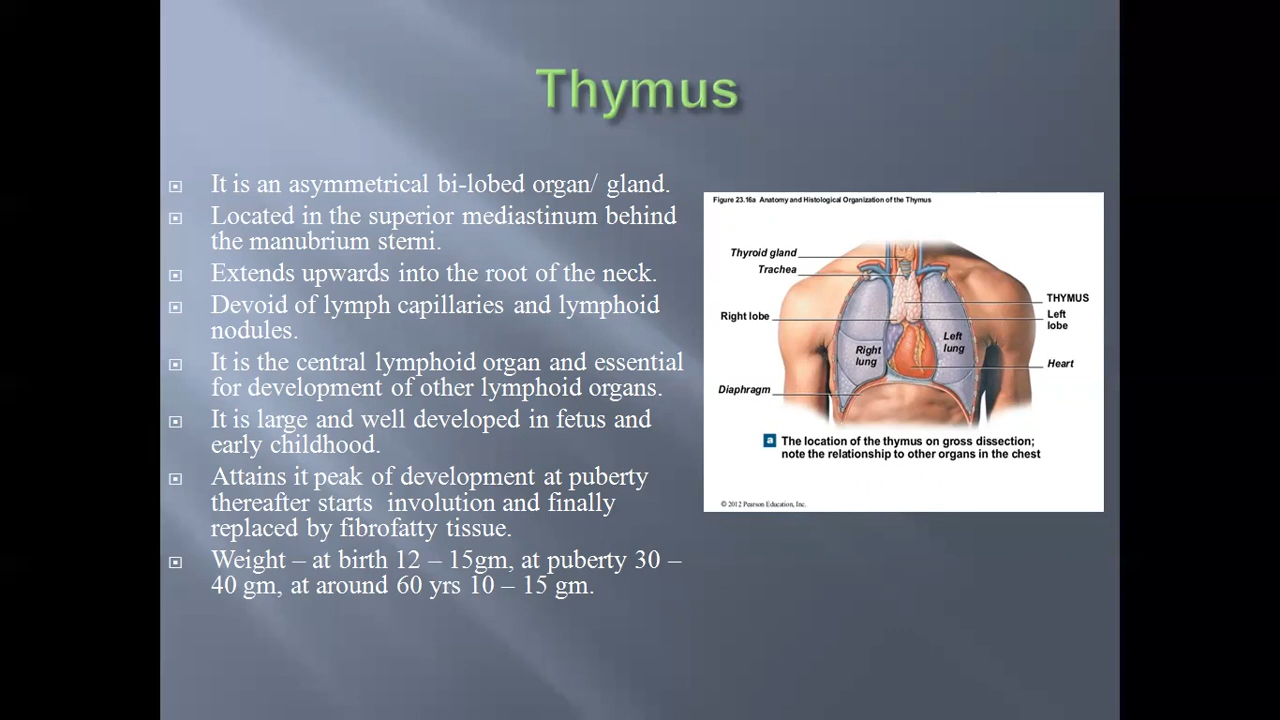 Thymus
It is an asymmetrical bi-lobed organ/ gland.
Located in the superior mediastinum behind
the manubrium sterni.
Extends upwards into the root of the neck.
Devoid of lymph capillaries and lymphoid
nodules.
It is the central lymphoid organ and essential
for development of other lymphoid organs.
It is large and well developed in fetus and
early childhood.
Attains it peak of development at puberty
thereafter starts involution and finally
replaced by fibrofatty tissue.
Weight – at birth 12 – 15gm, at puberty 30 –
40 gm, at around 60 yrs 10 – 15 gm.
Figure 23.16a Anatomy and Histological Organization of the Thymus
Thyroid gland
Trachea
Right lobe
Right
lung
Diaphragm
THYMUS
Left
lobe
Left
lung
Heart
a The location of the thymus on gross dissection;
note the relationship to other organs in the chest
© 2012 Pearson Education, Inc.